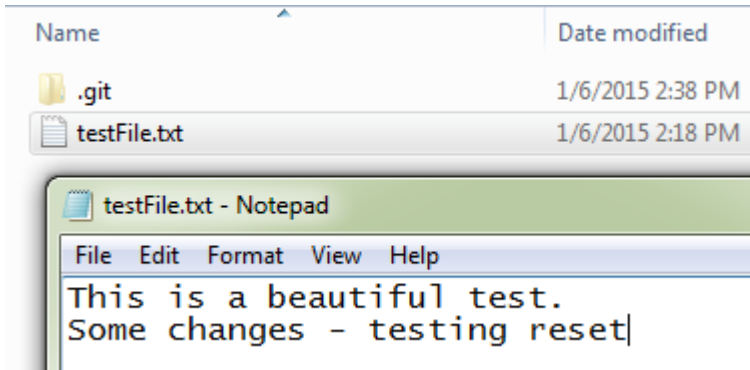 Name Date modified
.git 1/6/2015 2:38 PM
testFile.txt 1/6/2015 2:18 PM
testFile.txt - Notepad
File Edit Format View Help
This is a beautiful test.
Some changes - testing reset